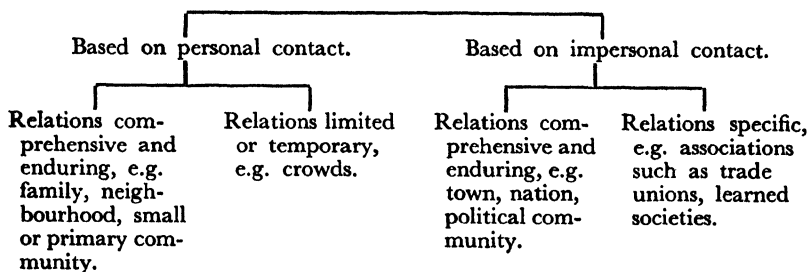 Based on personal contact.
Based on impersonal contact.
Relations com-
prehensive and
enduring, e.g.
family, neigh-
bourhood, small
or primary com-
munity.
Relations limited
or temporary,
e.g. crowds.
Relations com-
prehensive and
enduring, e.g.
town, nation,
political com-
munity.
Relations specific,
e.g. associations
such as trade
unions, learned
societies.